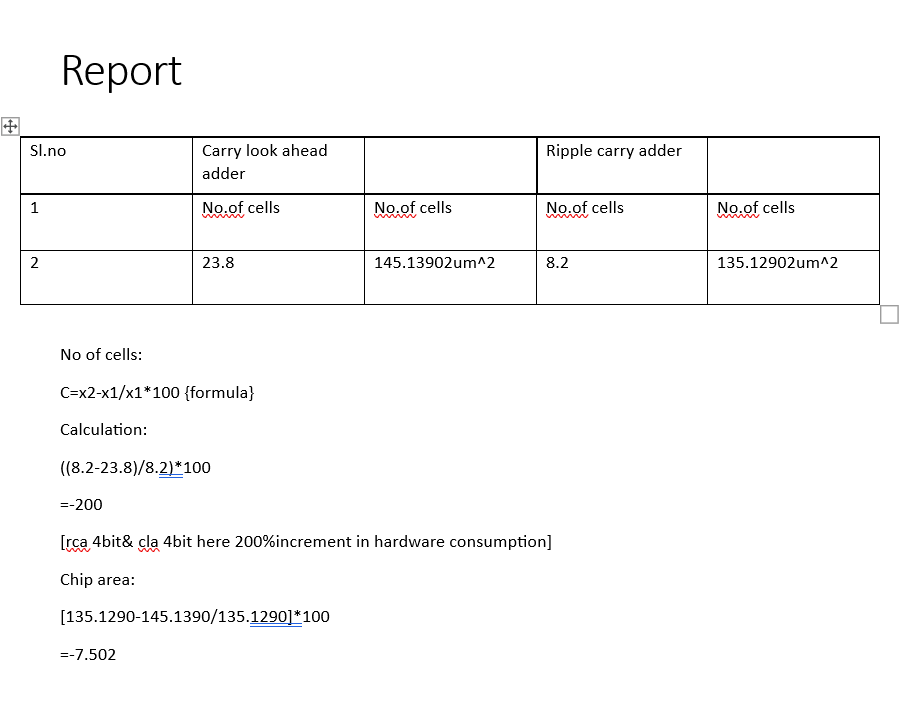 Report
Sl.no Carry look ahead adder Ripple carry adder
1 No.of cells No.of cells No.of cells No.of cells
2 23.8 145.13902um^2 8.2 135.12902um^2
No of cells:
C=x2-x1/x1*100 {formula}
Calculation:
((8.2-23.8)/8.2)*100
=-200
[rca 4bit& cla 4bit here 200%increment in hardware consumption]
Chip area:
[135.1290-145.1390/135.1290]*100
=-7.502